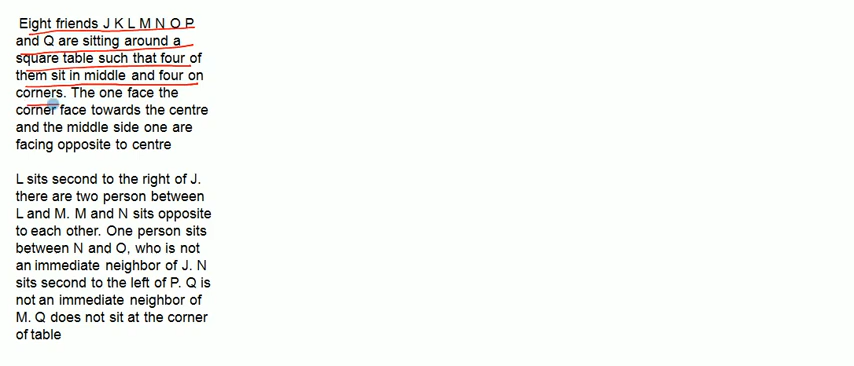 Eight friends J K L M N O P
and Q are sitting around a
square table such that four of
them sit in middle and four on
corners. The one face the
corner face towards the centre
and the middle side one are
facing opposite to centre
L sits second to the right of J.
there are two person between
L and M. M and N sits opposite
to each other. One person sits
between N and O, who is not
an immediate neighbor of J. N
sits second to the left of P. Q is
not an immediate neighbor of
M. Q does not sit at the corner
of table